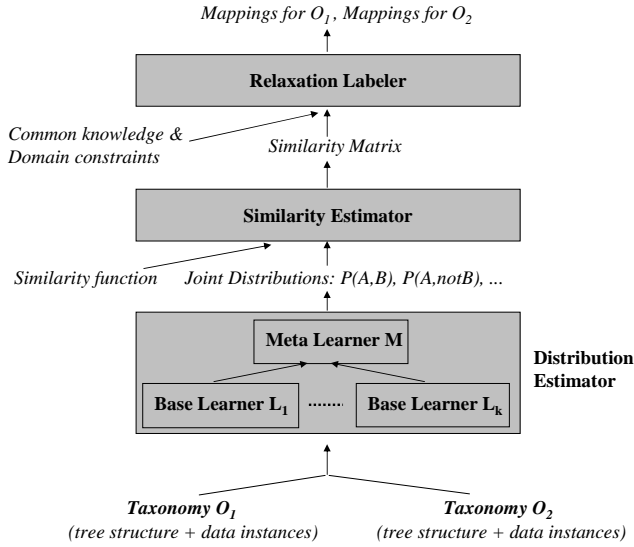 Mappings for O1, Mappings for O2
Relaxation Labeler
Common knowledge &
Domain constraints
Similarity Matrix
Similarity Estimator
Similarity function
Joint Distributions: P(A,B), P(A,notB), ...
Meta Learner M
Distribution
Estimator
Base Learner L1
........
Base Learner Lk
Taxonomy O1
(tree structure + data instances)
Taxonomy O2
(tree structure + data instances)